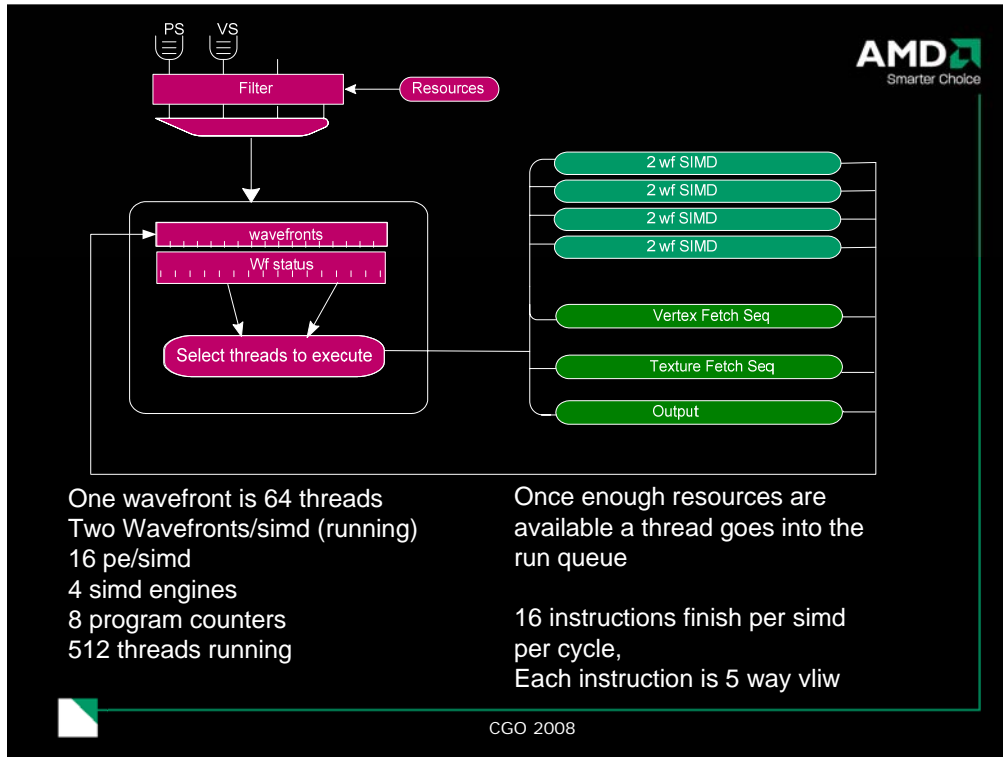 PS VS
AMD
Smarter Choice
Filter
Resources
2 wf SIMD
2 wf SIMD
2 wf SIMD
2 wf SIMD
wavefronts
Wf status
Select threads to execute
Vertex Fetch Seq
Texture Fetch Seq
Output
One wavefront is 64 threads
Two Wavefronts/simd (running)
16 pe/simd
4 simd engines
8 program counters
512 threads running
Once enough resources are
available a thread goes into the
run queue
16 instructions finish per simd
per cycle,
Each instruction is 5 way vliw
CGO 2008